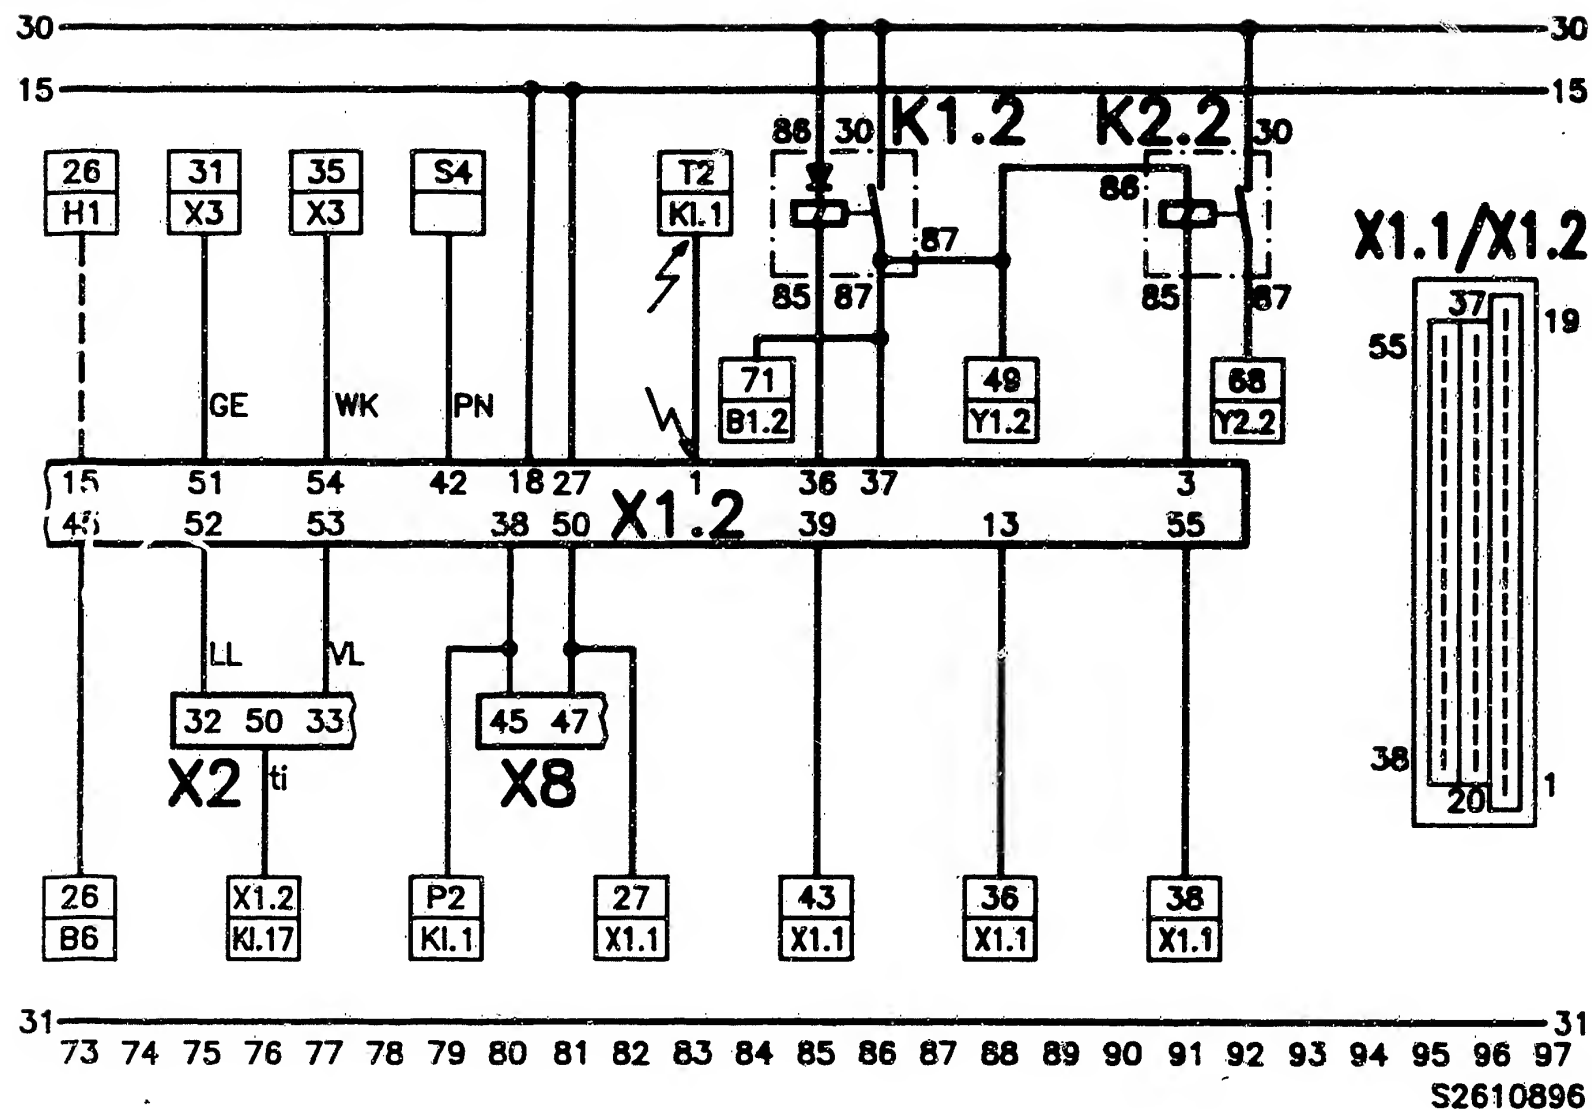 30 30
15 15
K1.2 K2.2
86 30 30
26 31 35 S4 T2
H1 X3 X3 Kl.1
86
X1.1/X1.2
87
85 87 85 87
37 19
55
71 49 68
B1.2 Y1.2 Y2.2
GE WK PN
15 51 54 42 18 27 1 36 37 3
X1.2
52 53 38 50 39 13 55
LL VL
32 50 33 45 47
X2 ti X8
38 1
20
26 X1.2 P2 27 43 36 38
B6 Kl.17 Kl.1 X1.1 X1.1 X1.1 X1.1
31 31
73 74 75 76 77 78 79 80 81 82 83 84 85 86 87 88 89 90 91 92 93 94 95 96 97
S2610896